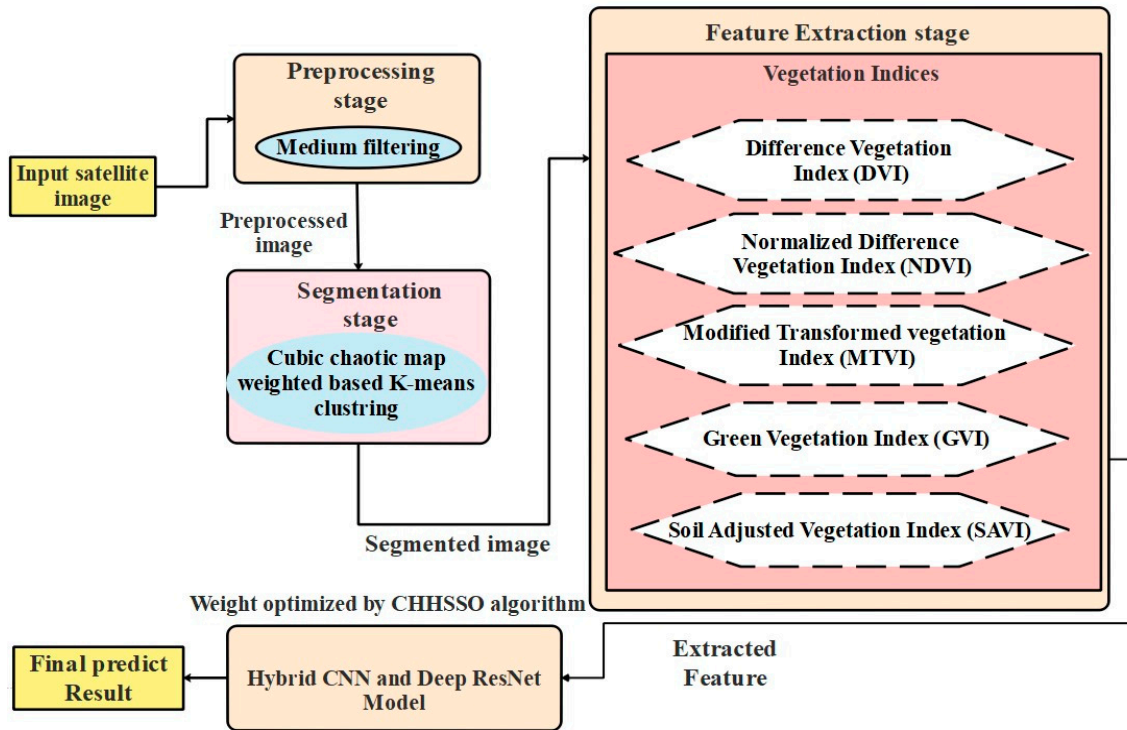 Input satellite
image
Preprocessing
stage
Medium filtering
Preprocessed
image
Segmentation
stage
Cubic chaotic map
weighted based K-means
clustring
Segmented image
Feature Extraction stage
Vegetation Indices
Difference Vegetation
Index (DVI)
Normalized Difference
Vegetation Index (NDVI)
Modified Transformed vegetation
Index (MTVI)
Green Vegetation Index (GVI)
Soil Adjusted Vegetation Index (SAVI)
Extracted
Feature
Weight optimized by CHHSSO algorithm
Hybrid CNN and Deep ResNet
Model
Final predict
Result